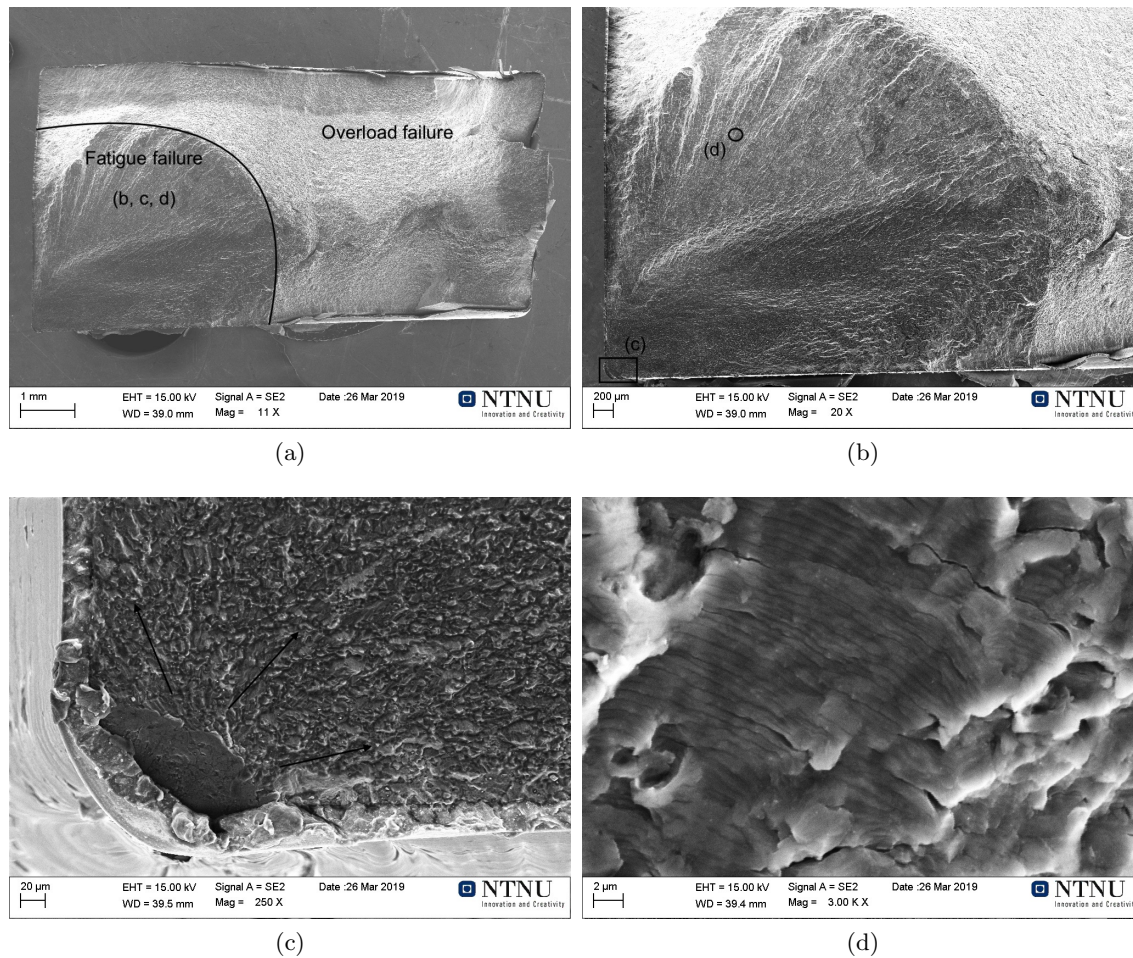 Overload failure
Fatigue failure
(b, c, d)
1 mm
EHT = 15.00 kV
WD = 39.0 mm
Signal A = SE2
Mag = 11 X
Date :26 Mar 2019
NTNU
Innovation and Creativity
(a)
(d)
(c)
200 µm
EHT = 15.00 kV
WD = 39.0 mm
Signal A = SE2
Mag = 20 X
Date :26 Mar 2019
NTNU
Innovation and Creativity
(b)
20 µm
EHT = 15.00 kV
WD = 39.5 mm
Signal A = SE2
Mag = 250 X
Date :26 Mar 2019
NTNU
Innovation and Creativity
(c)
2 µm
EHT = 15.00 kV
WD = 39.4 mm
Signal A = SE2
Mag = 3.00 K X
Date :26 Mar 2019
NTNU
Innovation and Creativity
(d)